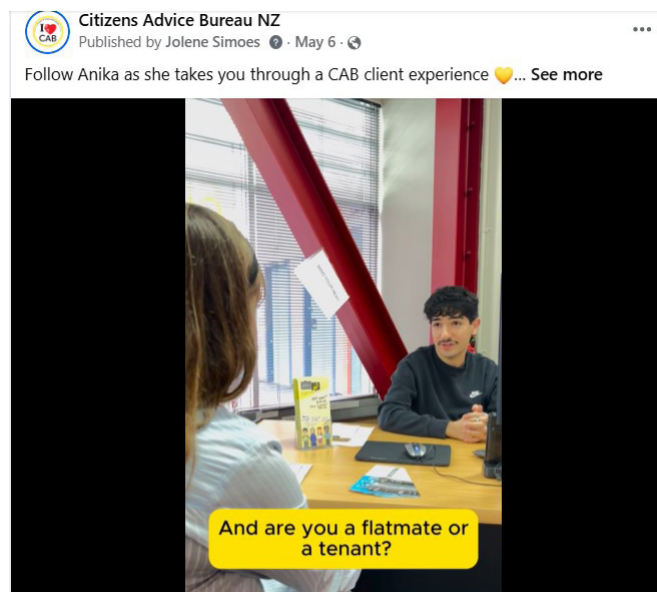 I ❤ CAB
Citizens Advice Bureau NZ
Published by Jolene Simoes · May 6 ·
Follow Anika as she takes you through a CAB client experience 💛... See more
And are you a flatmate or
a tenant?